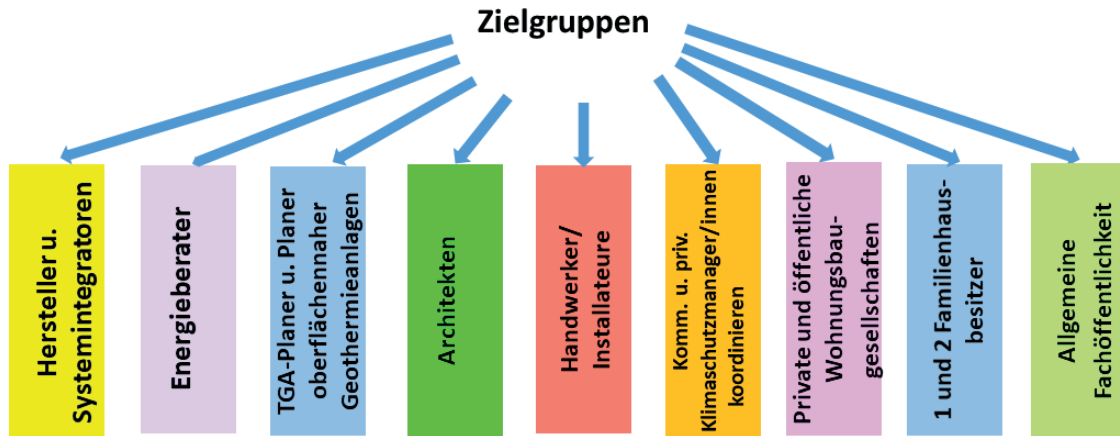 Zielgruppen
Hersteller u.
Systemintegratoren
Energieberater
TGA-Planer u. Planer
oberflächennaher
Geothermieanlagen
Architekten
Handwerker/
Installateure
Komm. u. priv.
Klimaschutzmanager/innen
koordinieren
Private und öffentliche
Wohnungsbau-
gesellschaften
1 und 2 Familienhaus-
besitzer
Allgemeine
Fachöffentlichkeit